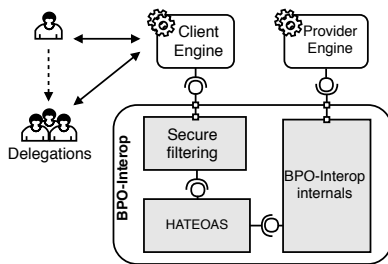 Client
Engine
Provider
Engine
Delegations
BPO-Interop
Secure
filtering
BPO-Interop
internals
HATEOAS